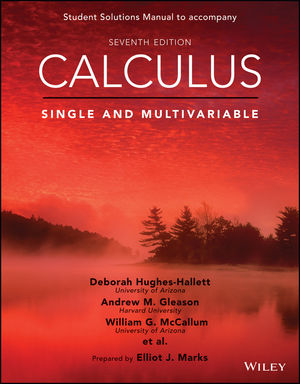 Student Solutions Manual to accompany
SEVENTH EDITION
CALCULUS
SINGLE AND MULTIVARIABLE
Deborah Hughes-Hallett
University of Arizona
Andrew M. Gleason
Harvard University
William G. McCallum
University of Arizona
et al.
Prepared by Elliot J. Marks
WILEY